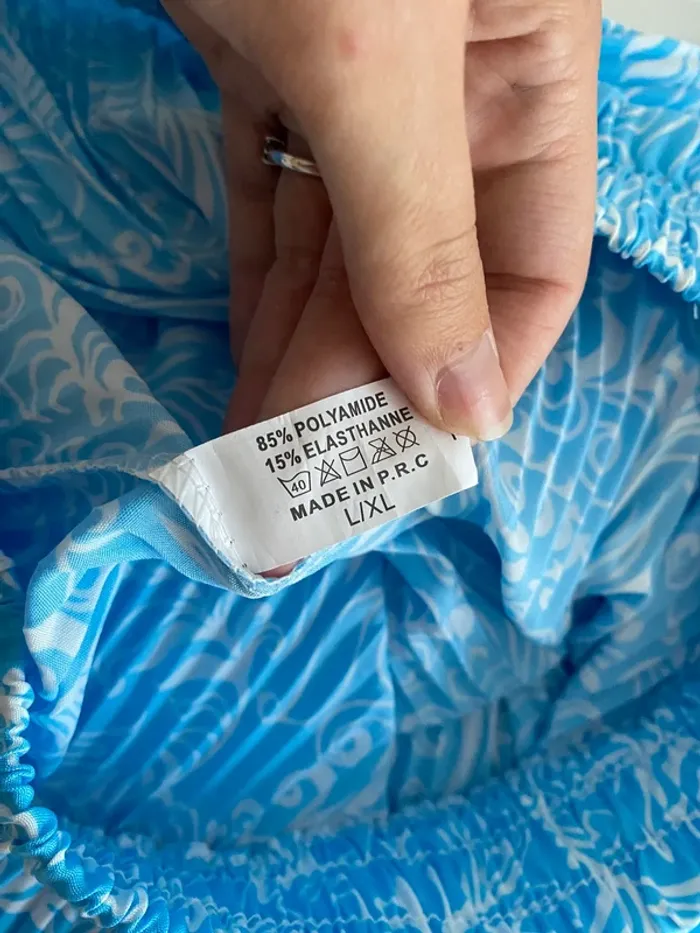 85% POLYAMIDE
15% ELASTHANNE
40
MADE IN P.R.C
L/XL